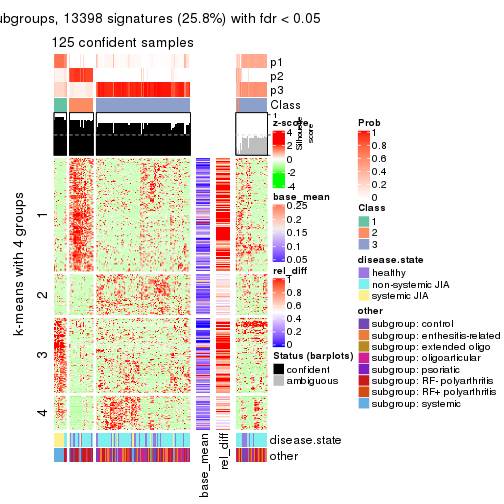 ubgroups, 13398 signatures (25.8%) with fdr < 0.05
125 confident samples
p1
p2
p3
Class
1
Silhouette
score
k-means with 4 groups
1
2
3
4
disease.state
other
base_mean
rel_diff
z-score
4
2
0
-2
-4
base_mean
0.25
0.2
0.15
0.1
0.05
rel_diff
1
0.8
0.6
0.4
0.2
0
Status (barplots)
confident
ambiguous
Prob
1
0.8
0.6
0.4
0.2
0
Class
1
2
3
disease.state
healthy
non-systemic JIA
systemic JIA
other
subgroup: control
subgroup: enthesitis-related
subgroup: extended oligo
subgroup: oligoarticular
subgroup: psoriatic
subgroup: RF- polyarthritis
subgroup: RF+ polyarthritis
subgroup: systemic